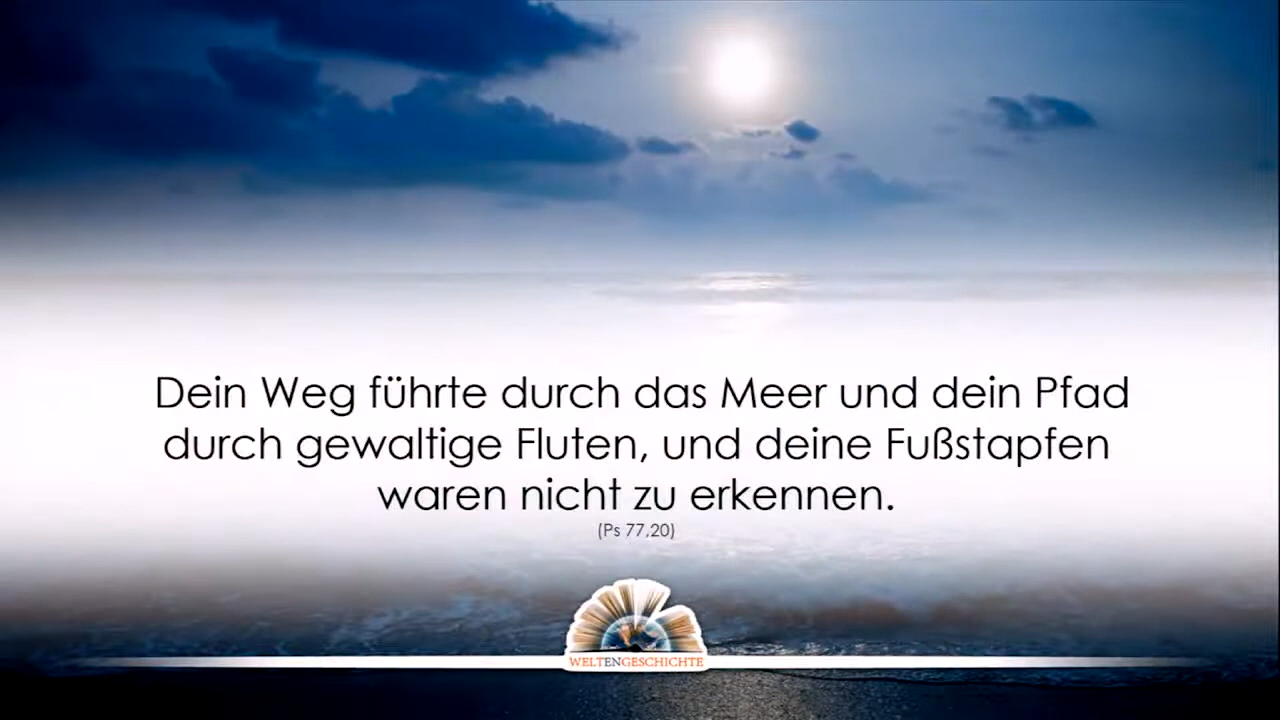 Dein Weg führte durch das Meer und dein Pfad
durch gewaltige Fluten, und deine Fußstapfen
waren nicht zu erkennen.
(Ps 77,20)
WELTENGESCHICHTE